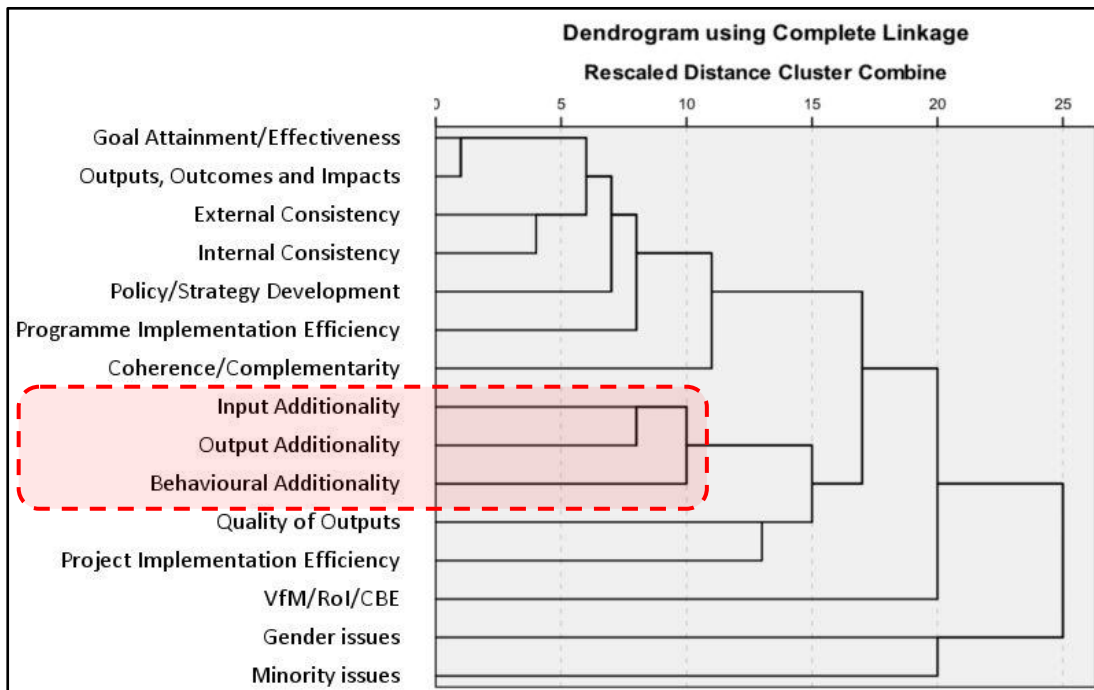 Dendrogram using Complete Linkage
Rescaled Distance Cluster Combine
0 5 10 15 20 25
Goal Attainment/Effectiveness
Outputs, Outcomes and Impacts
External Consistency
Internal Consistency
Policy/Strategy Development
Programme Implementation Efficiency
Coherence/Complementarity
Input Additionality
Output Additionality
Behavioural Additionality
Quality of Outputs
Project Implementation Efficiency
VfM/RoI/CBE
Gender issues
Minority issues